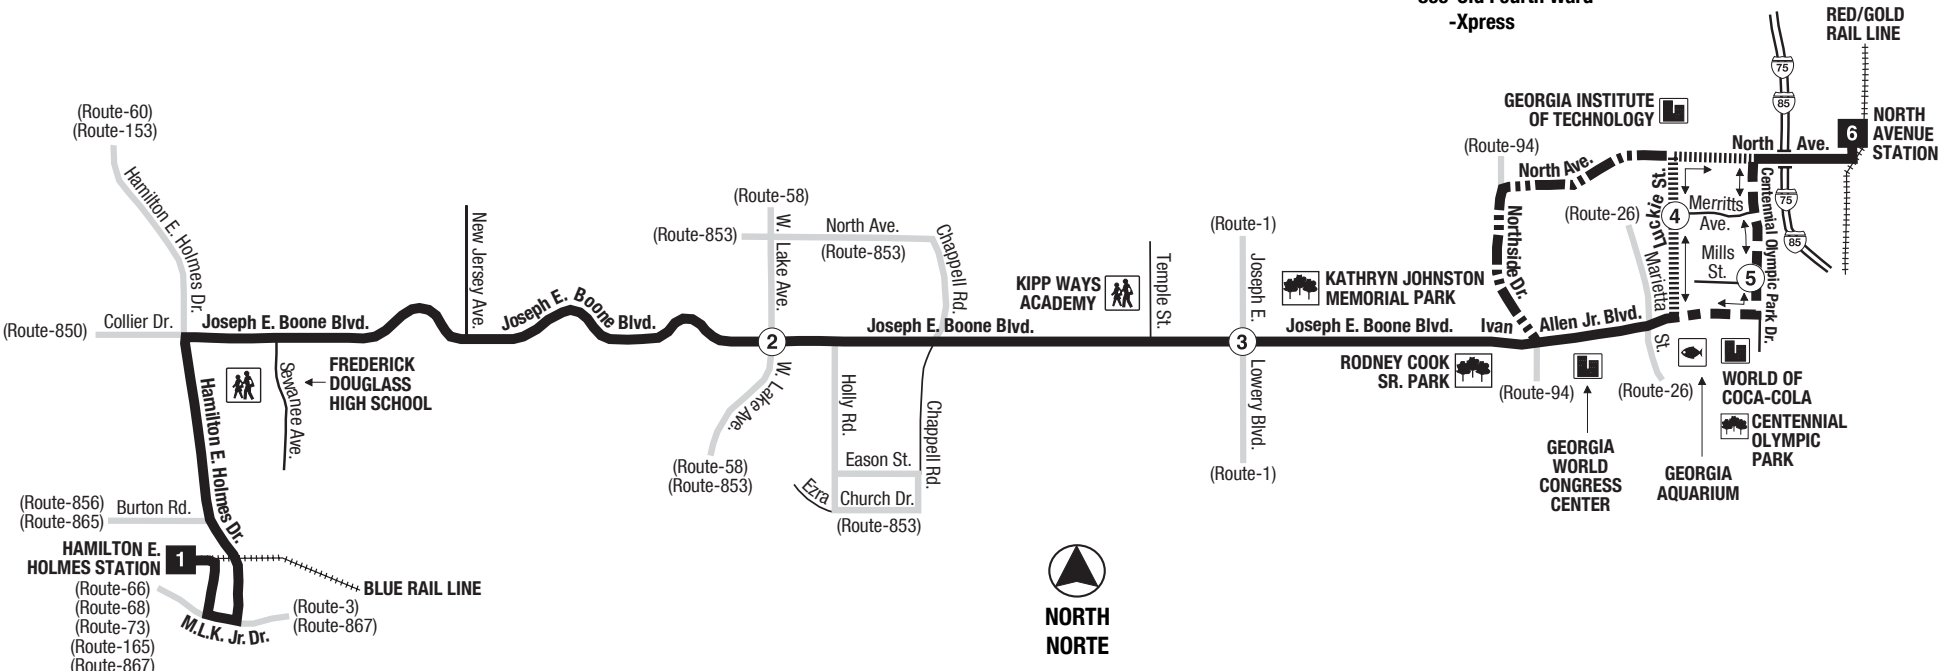 -Xpress
RED/GOLD
RAIL LINE
75
85
GEORGIA INSTITUTE
OF TECHNOLOGY
NORTH
AVENUE
STATION
6
North Ave.
(Route-60)
(Route-153)
Hamilton E. Holmes Dr.
(Route-850)
Collier Dr.
Joseph E. Boone Blvd.
New Jersey Ave.
Joseph E. Boone Blvd.
(Route-58)
(Route-853)
W. Lake Ave.
North Ave.
(Route-853)
Chappell Rd.
2
Joseph E. Boone Blvd.
KIPP WAYS
ACADEMY
Temple St.
(Route-1)
Joseph E.
3
Lowery Blvd.
(Route-1)
KATHRYN JOHNSTON
MEMORIAL PARK
Joseph E. Boone Blvd.
Ivan Allen Jr. Blvd.
(Route-94)
North Ave.
Northside Dr.
(Route-26)
Luckie St.
4
Marietta St.
Merritts
Ave.
Mills
St.
5
Centennial Olympic Park Dr.
75
85
Sewanee Ave.
FREDERICK
DOUGLASS
HIGH SCHOOL
Hamilton E. Holmes Dr.
W. Lake Ave.
(Route-58)
(Route-853)
Holly Rd.
Chappell Rd.
Eason St.
Ezra
Church Dr.
(Route-853)
RODNEY COOK
SR. PARK
(Route-94)
(Route-26)
GEORGIA
WORLD
CONGRESS
CENTER
GEORGIA
AQUARIUM
WORLD OF
COCA-COLA
CENTENNIAL
OLYMPIC
PARK
(Route-856)
(Route-865)
Burton Rd.
HAMILTON E.
HOLMES STATION
1
BLUE RAIL LINE
(Route-66)
(Route-68)
(Route-73)
(Route-165)
(Route-867)
M.L.K. Jr. Dr.
(Route-3)
(Route-867)
NORTH
NORTE